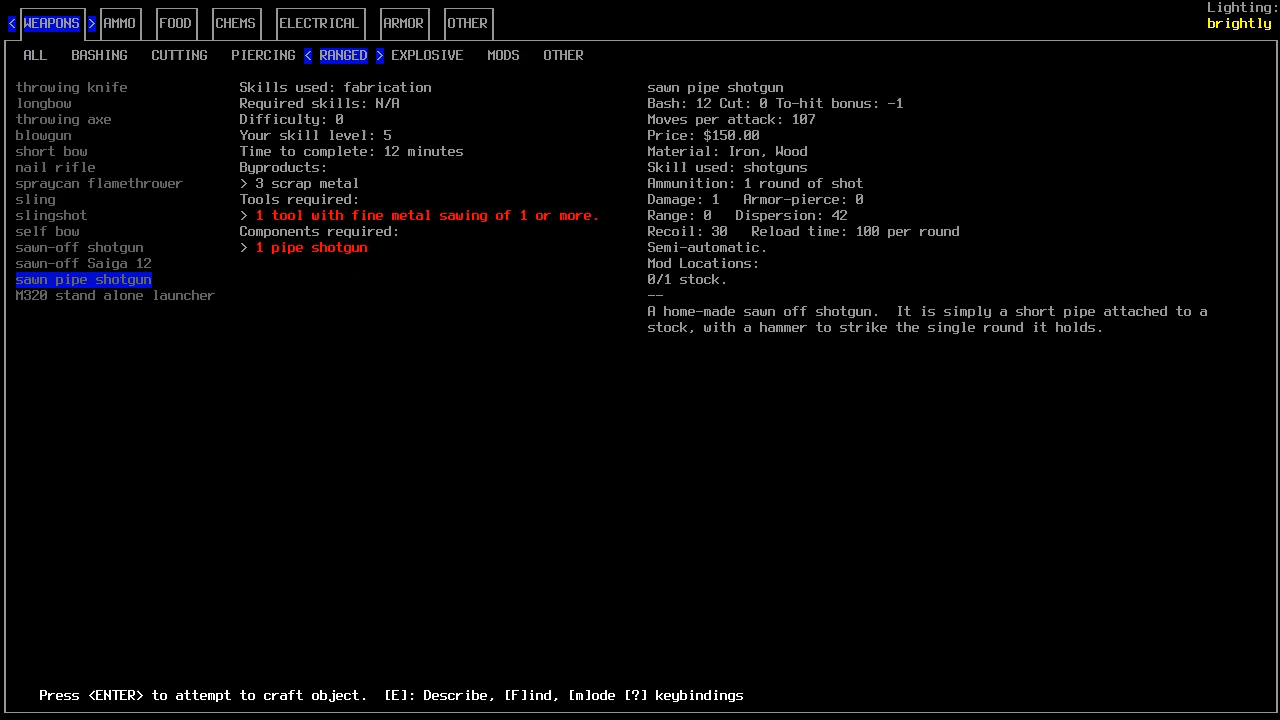 Lighting:
< WEAPONS > AMMO FOOD CHEMS ELECTRICAL ARMOR OTHER brightly
ALL BASHING CUTTING PIERCING < RANGED > EXPLOSIVE MODS OTHER
throwing knife Skills used: fabrication sawn pipe shotgun
longbow Required skills: N/A Bash: 12 Cut: 0 To-hit bonus: -1
throwing axe Difficulty: 0 Moves per attack: 107
blowgun Your skill level: 5 Price: $150.00
short bow Time to complete: 12 minutes Material: Iron, Wood
nail rifle Byproducts: Skill used: shotguns
spraycan flamethrower > 3 scrap metal Ammunition: 1 round of shot
sling Tools required: Damage: 1 Armor-pierce: 0
slingshot > 1 tool with fine metal sawing of 1 or more. Range: 0 Dispersion: 42
self bow Components required: Recoil: 30 Reload time: 100 per round
sawn-off shotgun > 1 pipe shotgun Semi-automatic.
sawn-off Saiga 12 Mod Locations:
sawn pipe shotgun 0/1 stock.
M320 stand alone launcher --
A home-made sawn off shotgun. It is simply a short pipe attached to a
stock, with a hammer to strike the single round it holds.
Press <ENTER> to attempt to craft object. [E]: Describe, [F]ind, [m]ode [?] keybindings